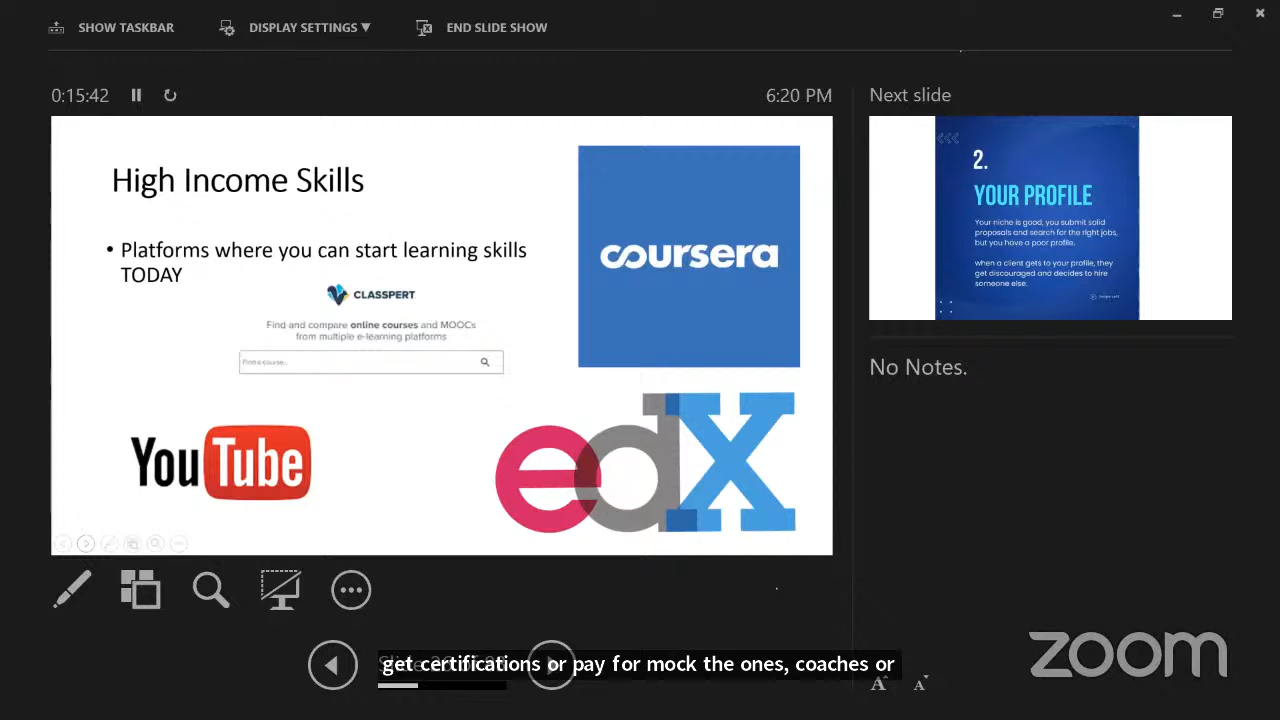 SHOW TASKBAR
DISPLAY SETTINGS ▼
END SLIDE SHOW
0:15:42
6:20 PM
Next slide
High Income Skills
• Platforms where you can start learning skills
TODAY
CLASSPERT
Find and compare online courses and MOOCs
from multiple e-learning platforms
Find a course...
coursera
YouTube
edX
2.
YOUR PROFILE
Your niche is good, you submit solid
proposals and search for the right jobs,
but you have a poor profile.
when a client gets to your profile, they
get discouraged and decides to hire
someone else.
No Notes.
get certifications or pay for mock the ones, coaches or
A A
zoom